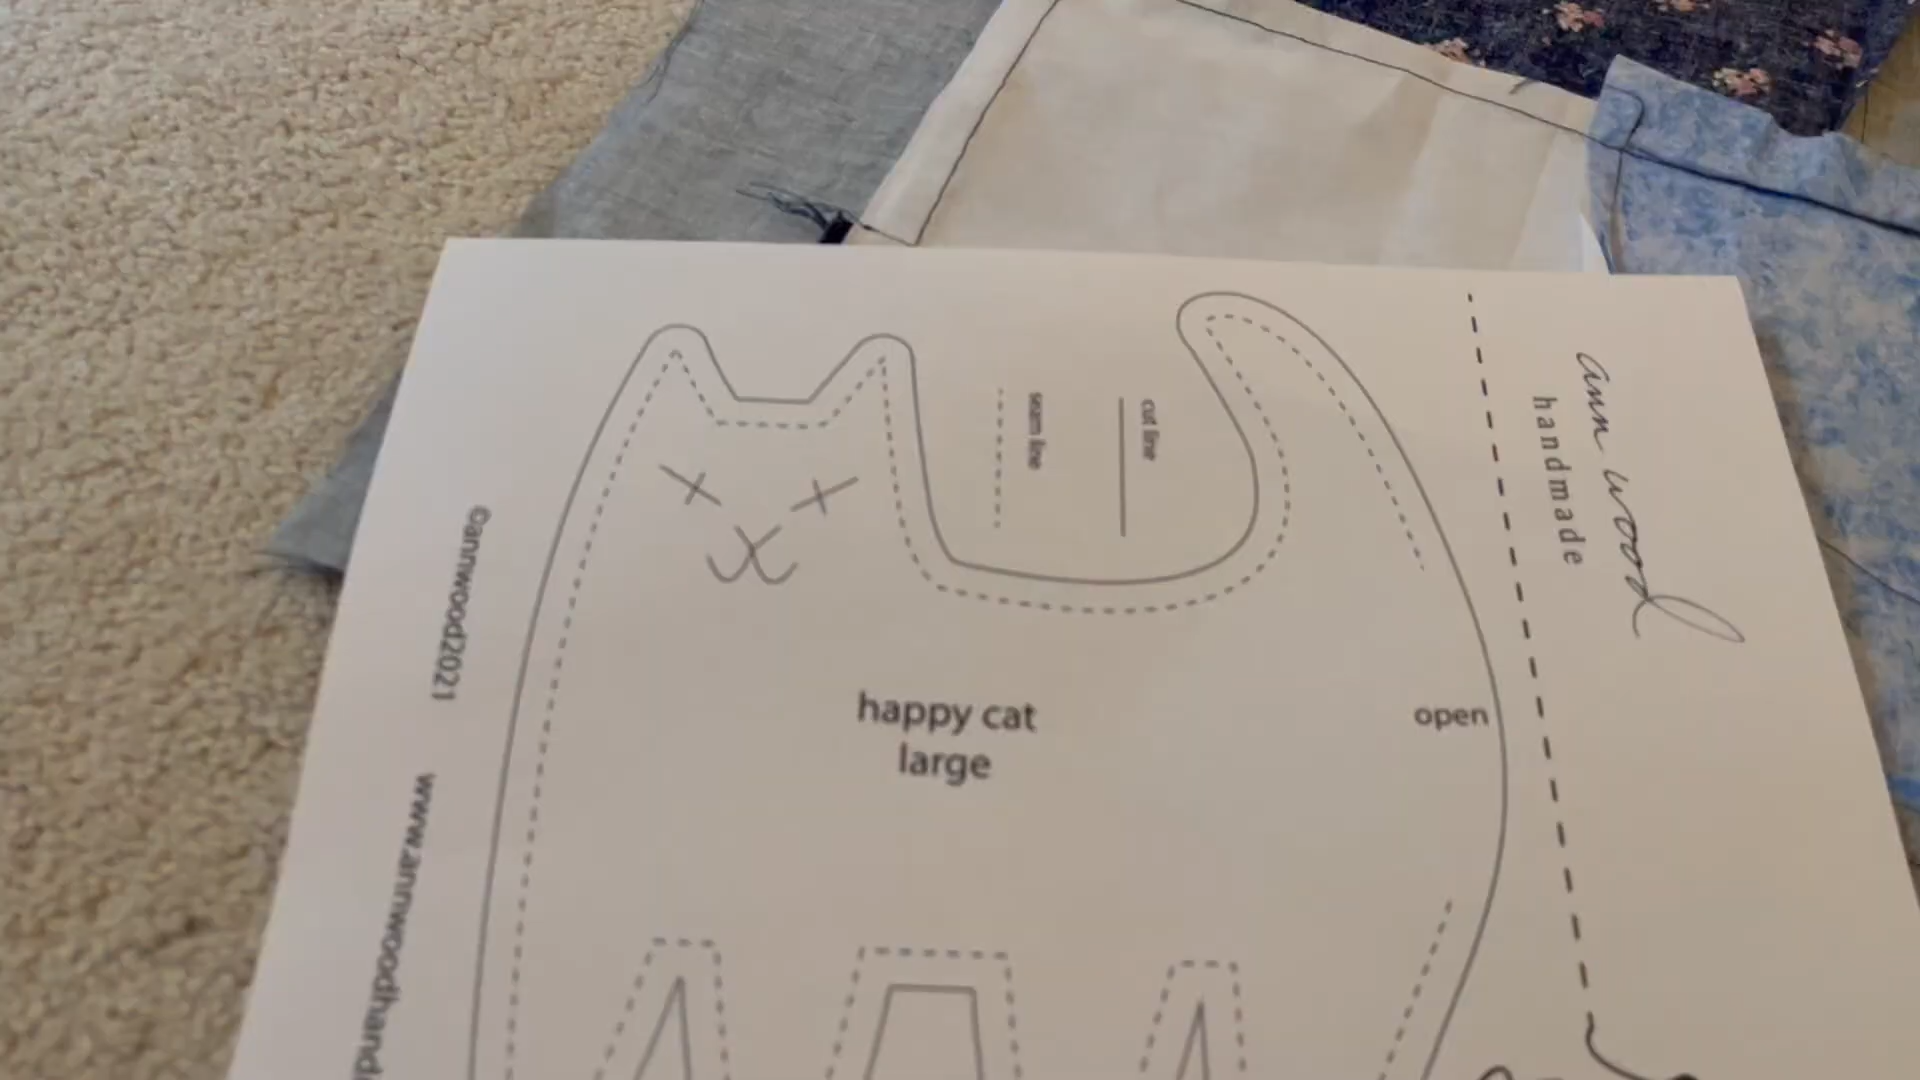 ann wood
handmade
cut line
seam line
happy cat
large
open
©annwood2021
www.annwoodhand